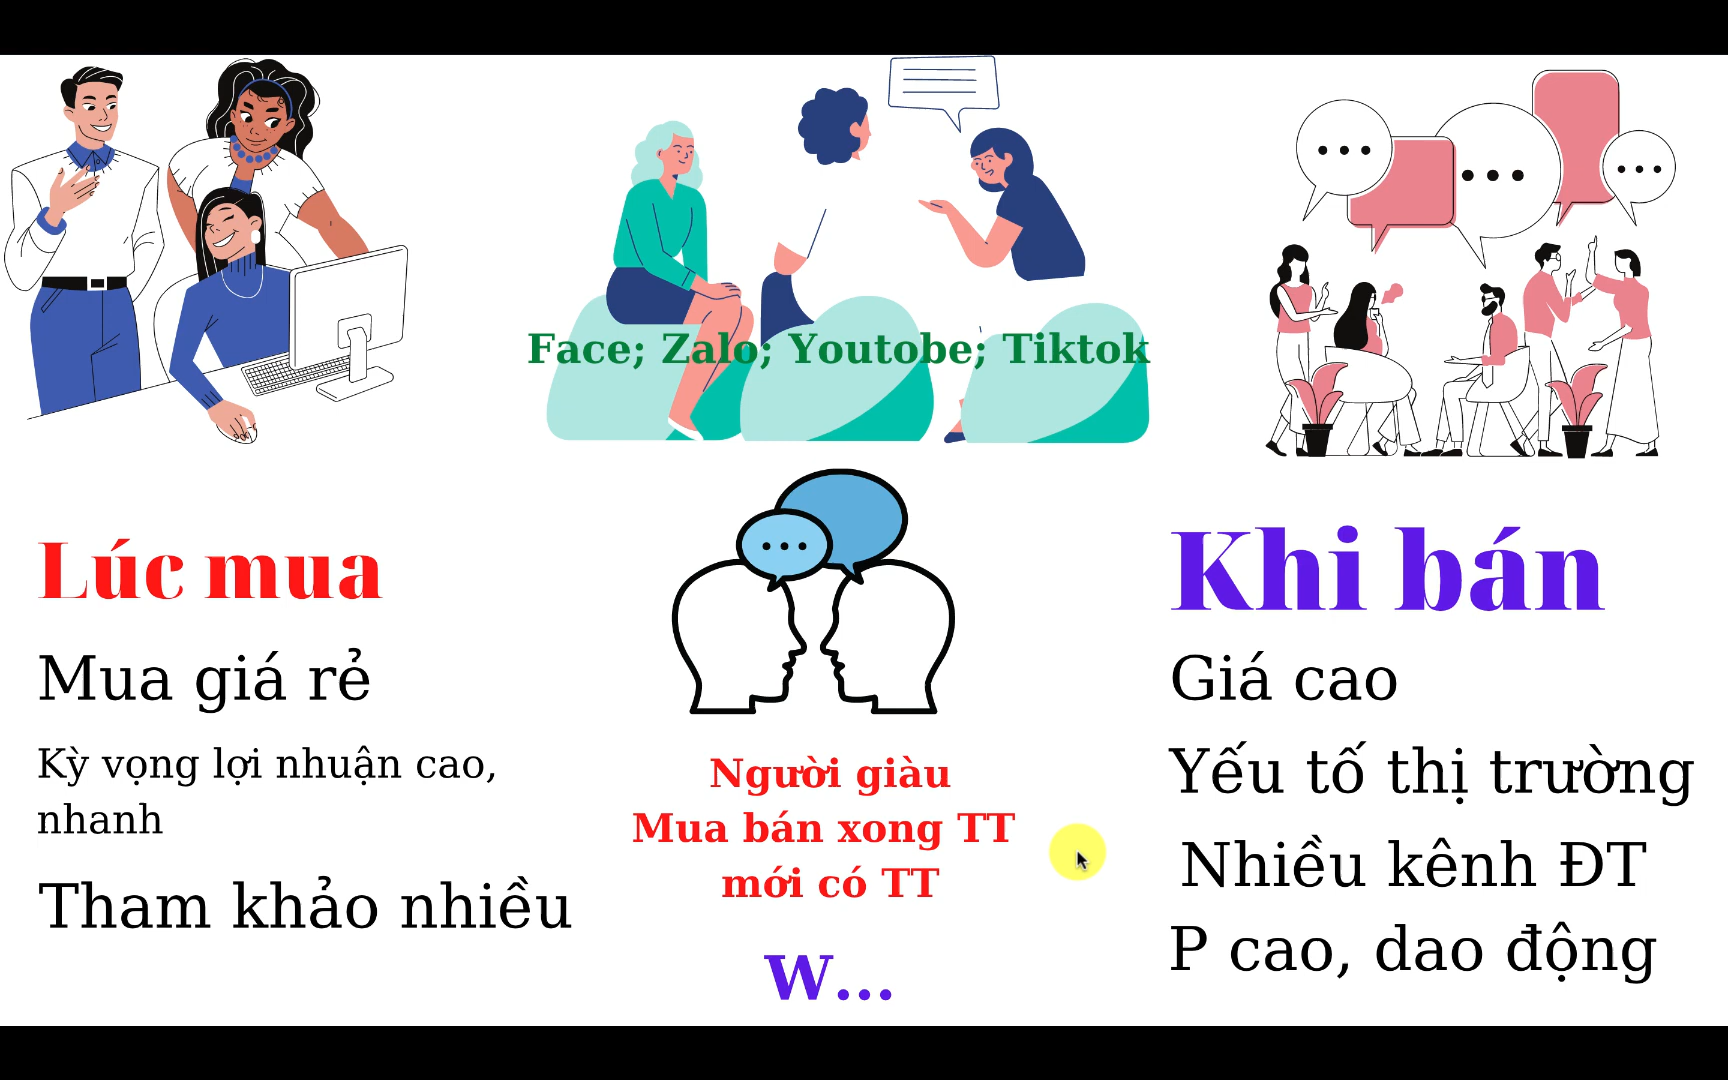 Face; Zalo; Youtobe; Tiktok
Lúc mua
Mua giá rẻ
Kỳ vọng lợi nhuận cao,
nhanh
Tham khảo nhiều
Người giàu
Mua bán xong TT
mới có TT
W...
Khi bán
Giá cao
Yếu tố thị trường
Nhiều kênh ĐT
P cao, dao động